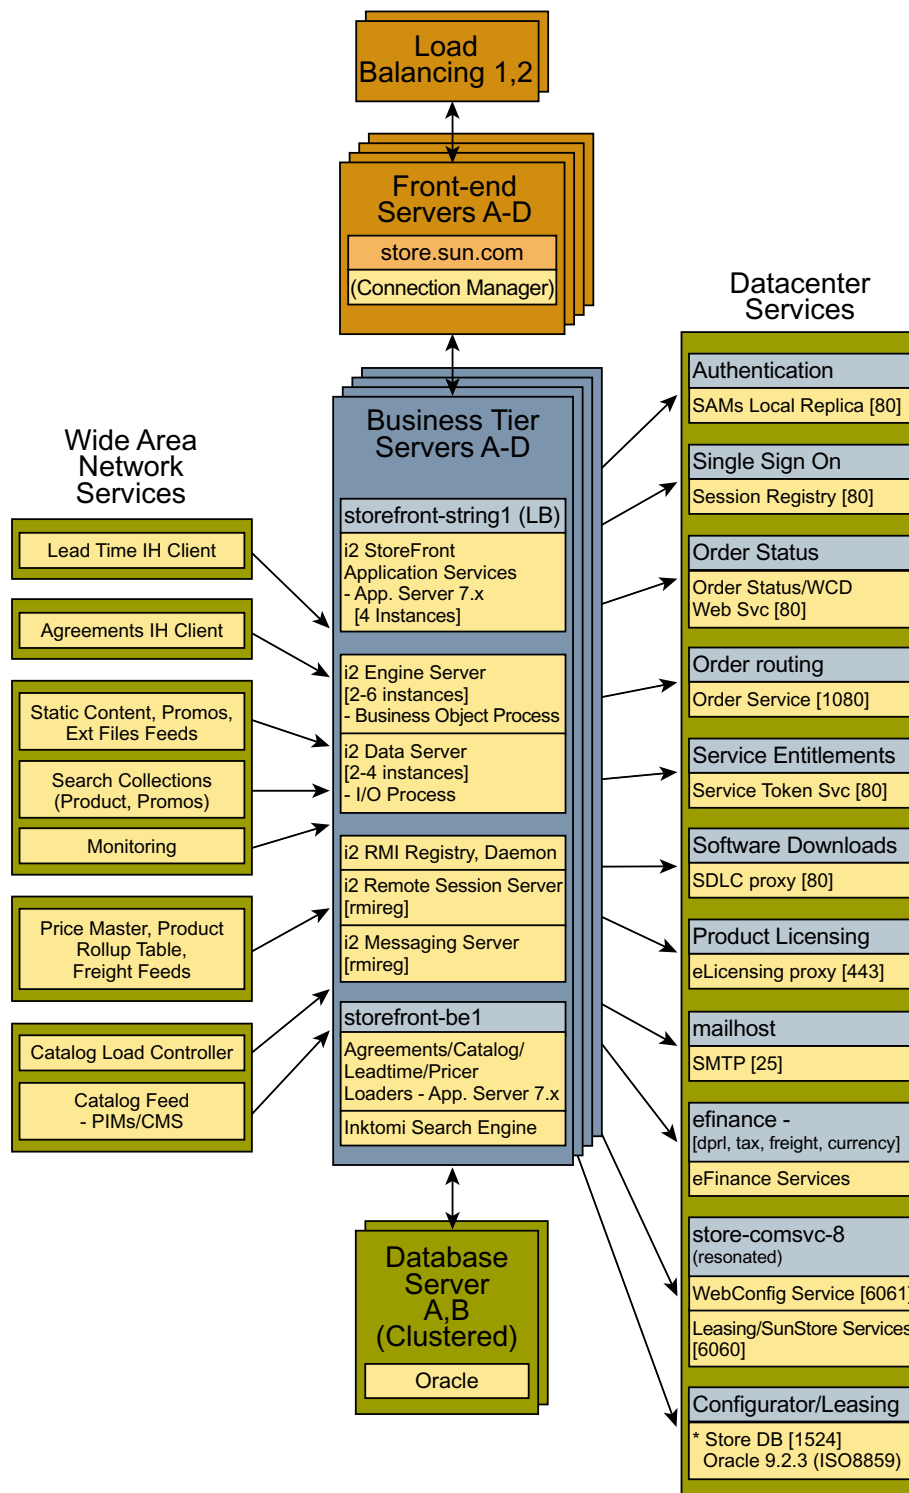 Load
Balancing 1,2
Front-end
Servers A-D
store.sun.com
(Connection Manager)
Business Tier
Servers A-D
storefront-string1 (LB)
i2 StoreFront
Application Services
- App. Server 7.x
[4 Instances]
i2 Engine Server
[2-6 instances]
- Business Object Process
i2 Data Server
[2-4 instances]
- I/O Process
i2 RMI Registry, Daemon
i2 Remote Session Server
[rmireg]
i2 Messaging Server
[rmireg]
storefront-be1
Agreements/Catalog/
Leadtime/Pricer
Loaders - App. Server 7.x
Inktomi Search Engine
Database
Server
A,B
(Clustered)
Oracle
Wide Area
Network
Services
Lead Time IH Client
Agreements IH Client
Static Content, Promos,
Ext Files Feeds
Search Collections
(Product, Promos)
Monitoring
Price Master, Product
Rollup Table,
Freight Feeds
Catalog Load Controller
Catalog Feed
- PIMs/CMS
Datacenter
Services
Authentication
SAMs Local Replica [80]
Single Sign On
Session Registry [80]
Order Status
Order Status/WCD
Web Svc [80]
Order routing
Order Service [1080]
Service Entitlements
Service Token Svc [80]
Software Downloads
SDLC proxy [80]
Product Licensing
eLicensing proxy [443]
mailhost
SMTP [25]
efinance -
[dprl, tax, freight, currency]
eFinance Services
store-comsvc-8
(resonated)
WebConfig Service [6061]
Leasing/SunStore Services
[6060]
Configurator/Leasing
* Store DB [1524]
Oracle 9.2.3 (ISO8859)